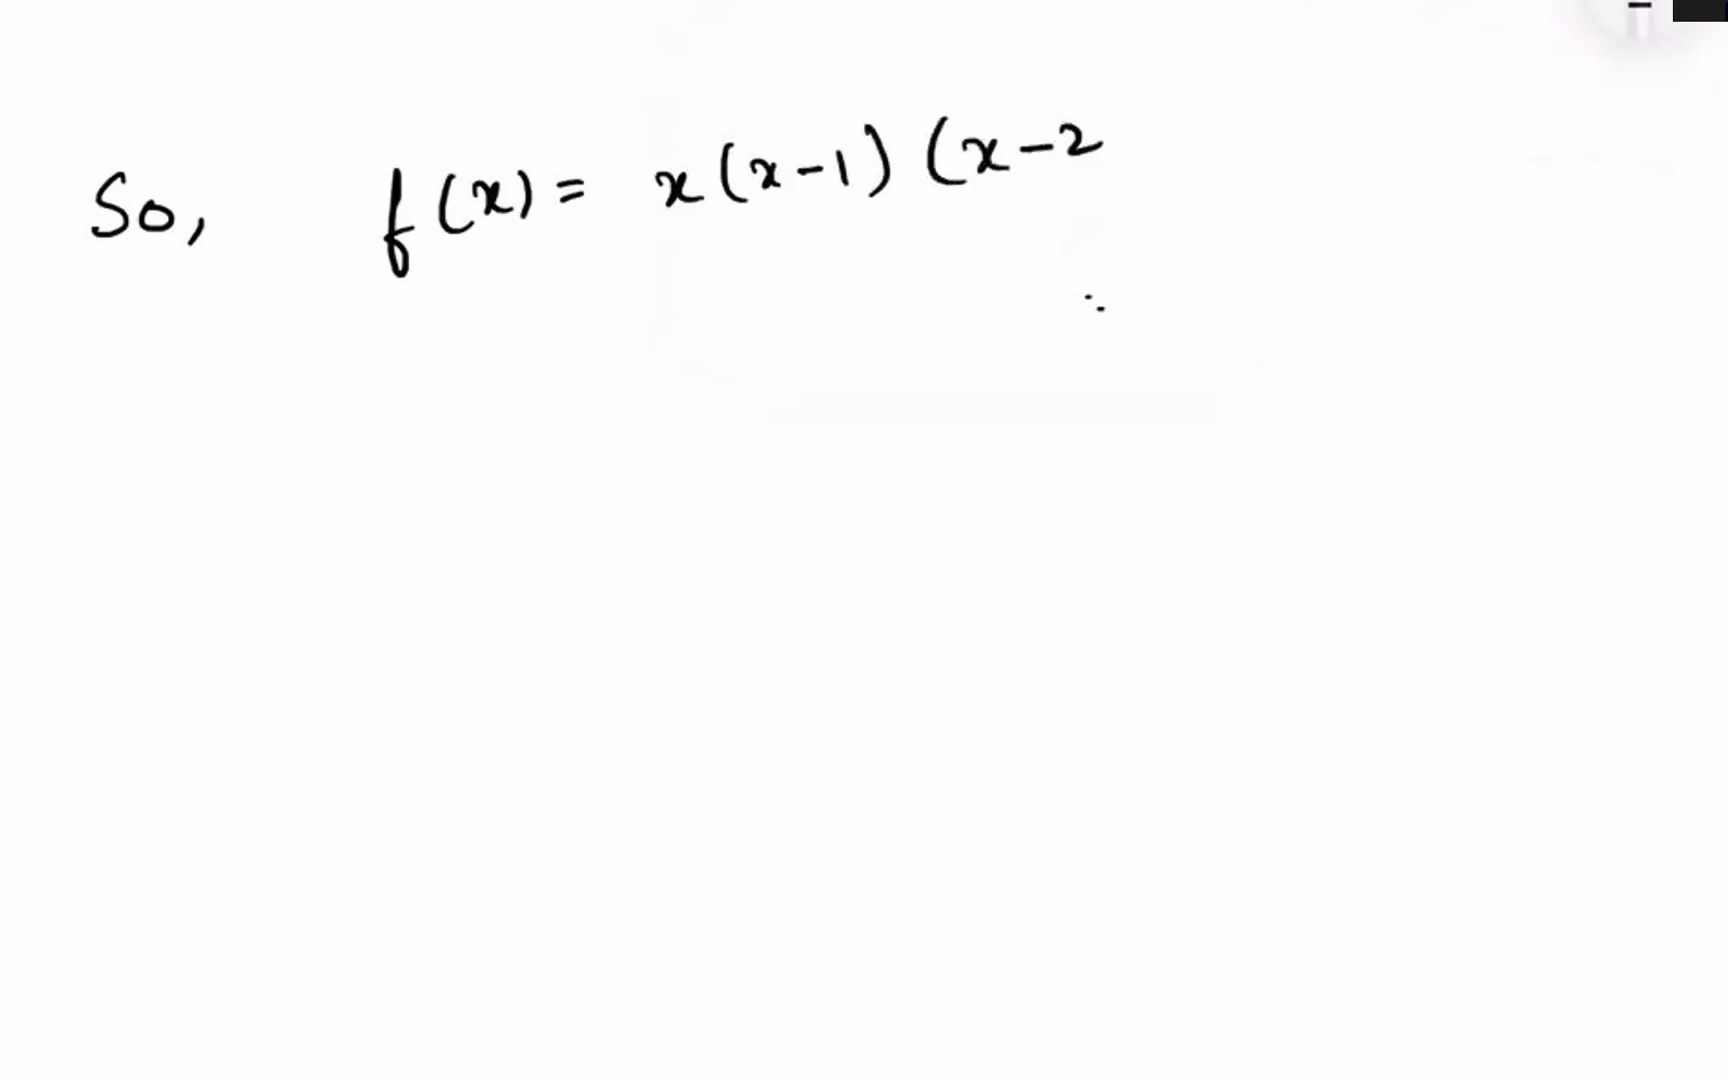 So, f(x) = x(x-1) (x-2